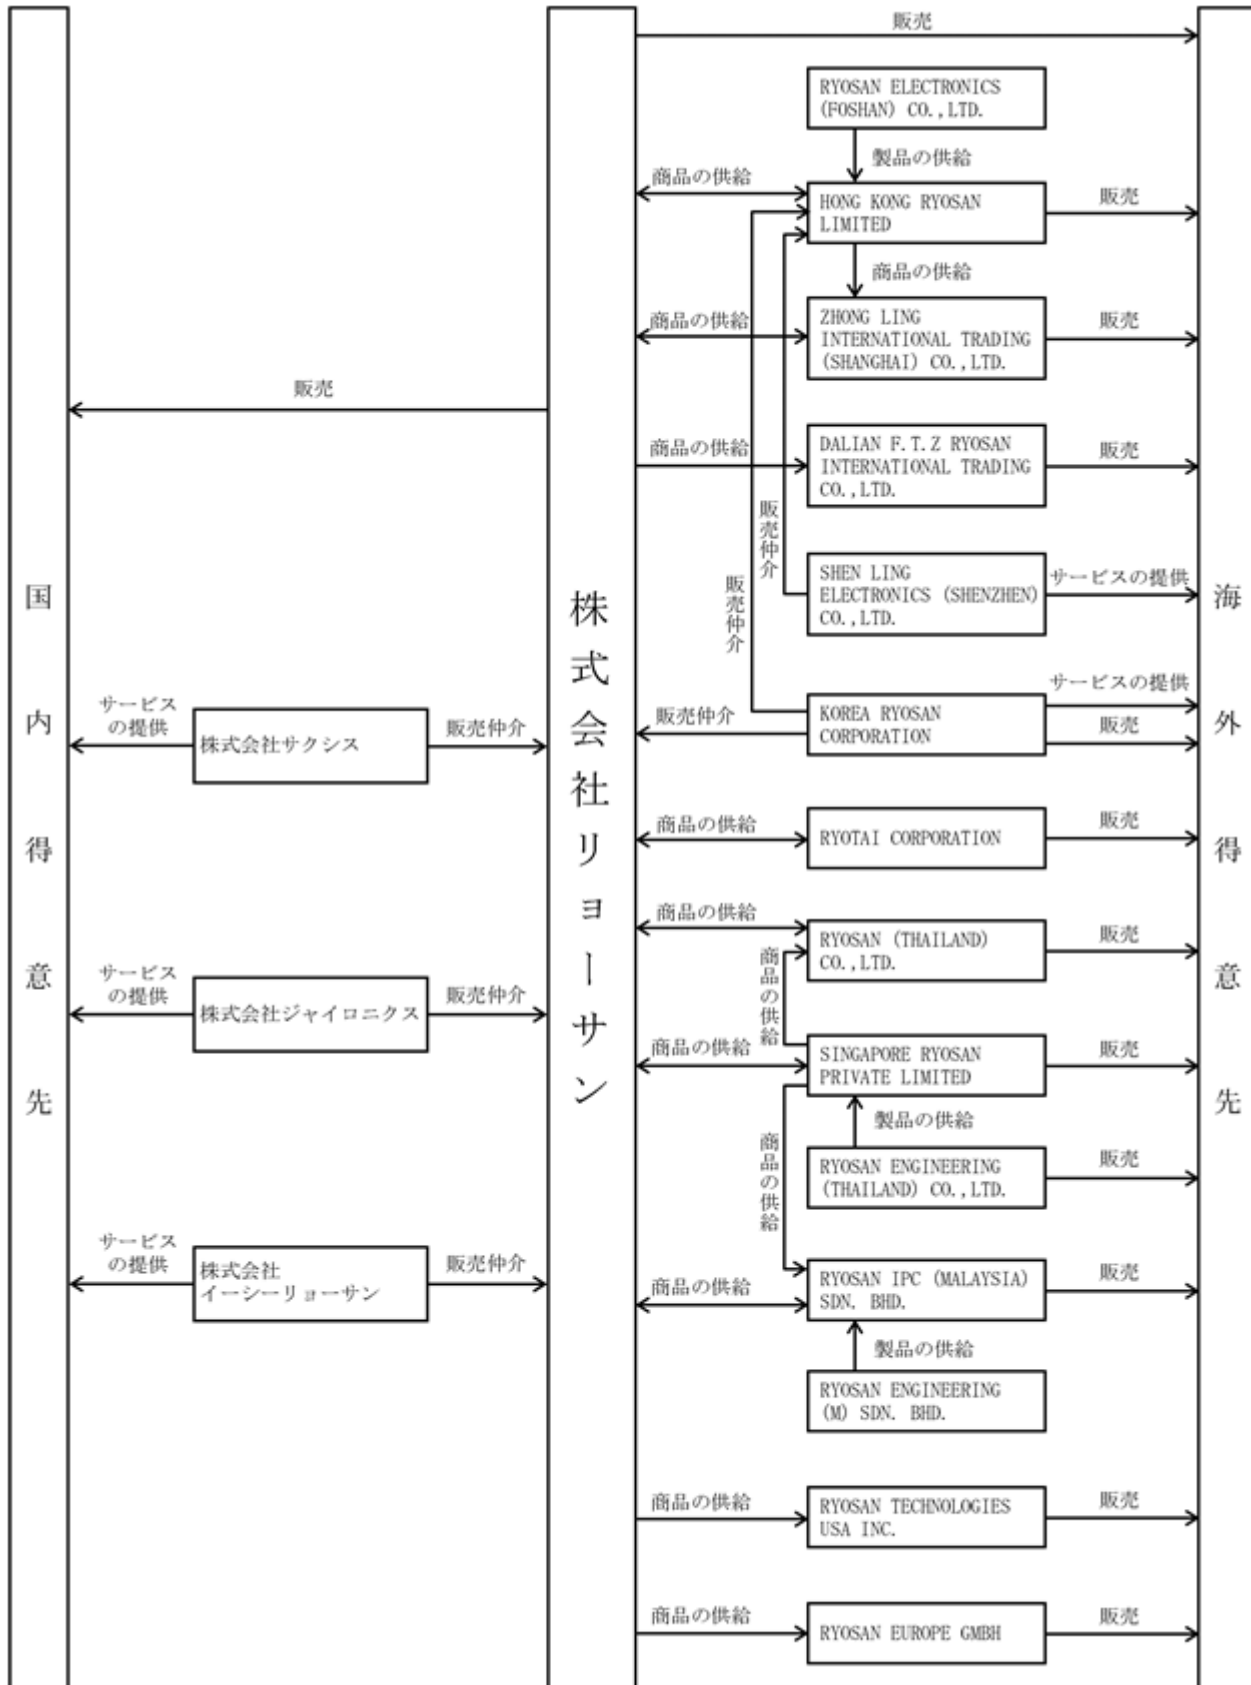 販売
RYOSAN ELECTRONICS
(FOSHAN) CO.,LTD.
製品の供給
商品の供給
HONG KONG RYOSAN
LIMITED
販売
商品の供給
商品の供給
ZHONG LING
INTERNATIONAL TRADING
(SHANGHAI) CO.,LTD.
販売
販売
商品の供給
DALIAN F.T.Z RYOSAN
INTERNATIONAL TRADING
CO.,LTD.
販売
販売仲介
販売仲介
SHEN LING
ELECTRONICS (SHENZHEN)
CO.,LTD.
サービスの提供
国内得意先
株式会社リョーサン
海外得意先
サービス
の提供
株式会社サクシス
販売仲介
販売仲介
KOREA RYOSAN
CORPORATION
サービスの提供
販売
商品の供給
RYOTAI CORPORATION
販売
商品の供給
RYOSAN (THAILAND)
CO.,LTD.
販売
商品の供給
サービス
の提供
株式会社ジャイロニクス
販売仲介
商品の供給
SINGAPORE RYOSAN
PRIVATE LIMITED
販売
製品の供給
商品の供給
RYOSAN ENGINEERING
(THAILAND) CO.,LTD.
販売
サービス
の提供
株式会社
イーシーリョーサン
販売仲介
商品の供給
RYOSAN IPC (MALAYSIA)
SDN. BHD.
販売
製品の供給
RYOSAN ENGINEERING
(M) SDN. BHD.
商品の供給
RYOSAN TECHNOLOGIES
USA INC.
販売
商品の供給
RYOSAN EUROPE GMBH
販売